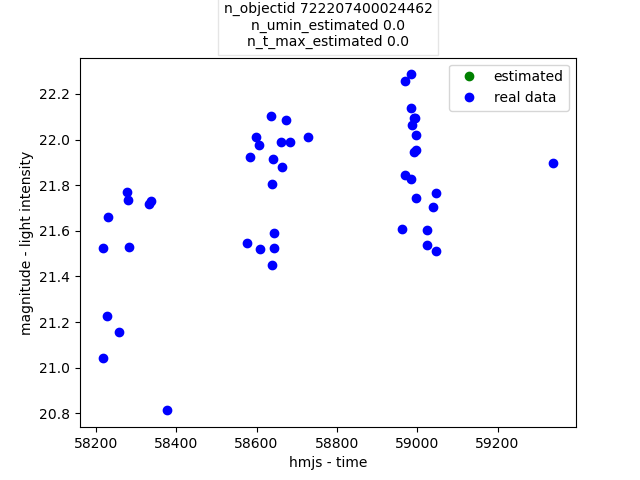 n_objectid 722207400024462
n_umin_estimated 0.0
n_t_max_estimated 0.0
estimated
real data
22.2
22.0
21.8
21.6
21.4
21.2
21.0
20.8
magnitude - light intensity
58200 58400 58600 58800 59000 59200
hmjs - time